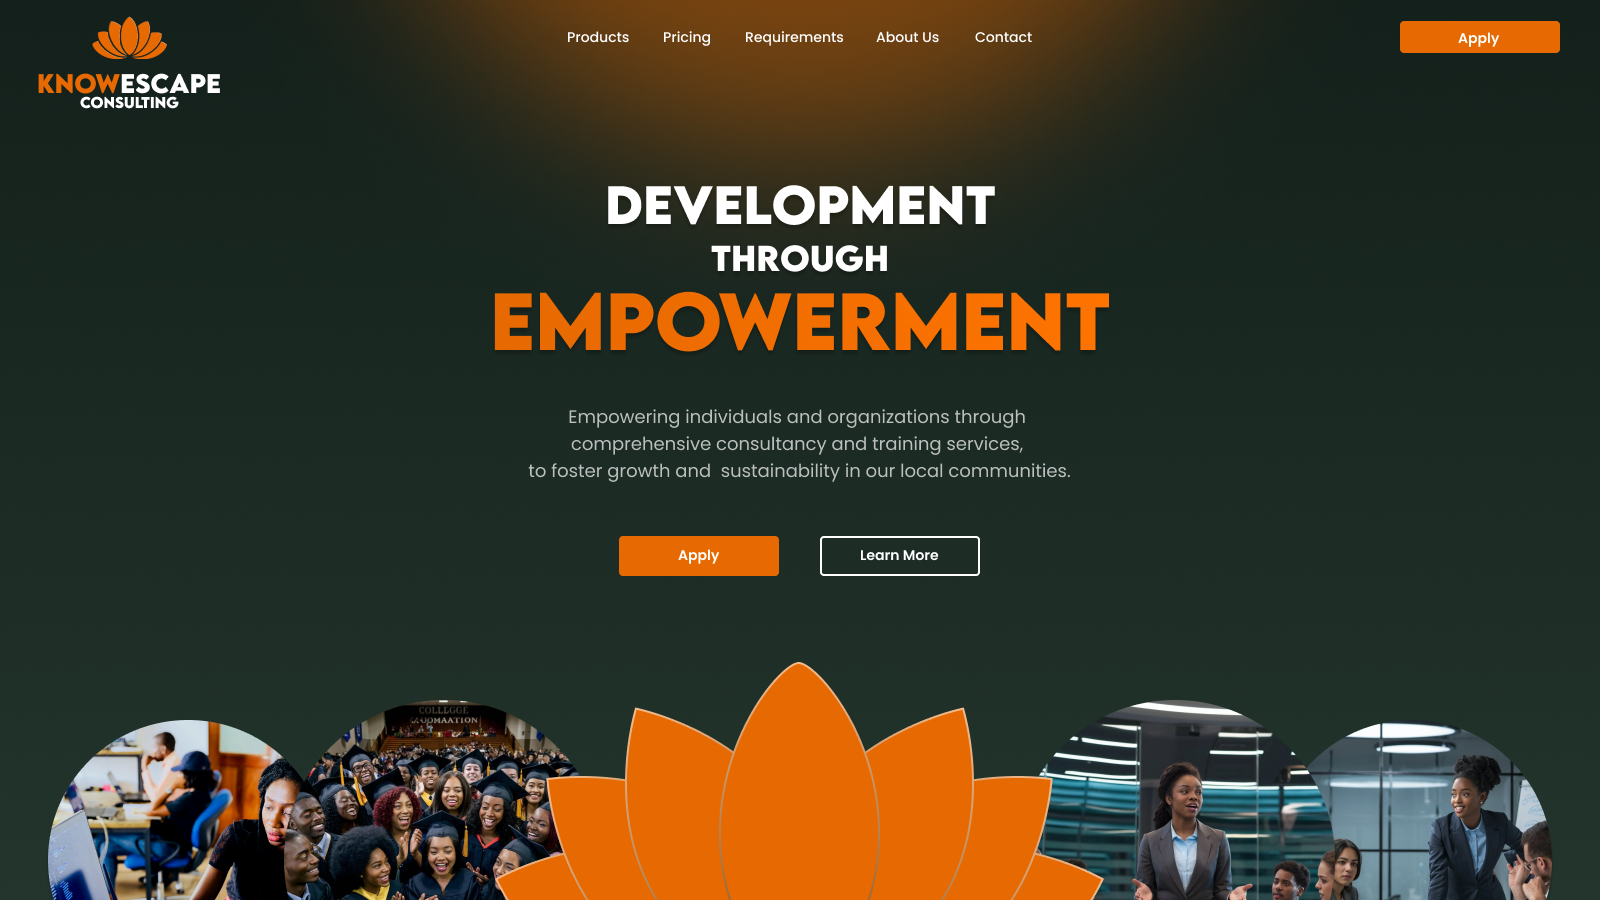 KNOWESCAPE
CONSULTING
Products Pricing Requirements About Us Contact
Apply
DEVELOPMENT
THROUGH
EMPOWERMENT
Empowering individuals and organizations through
comprehensive consultancy and training services,
to foster growth and sustainability in our local communities.
Apply
Learn More
COLLLGGE